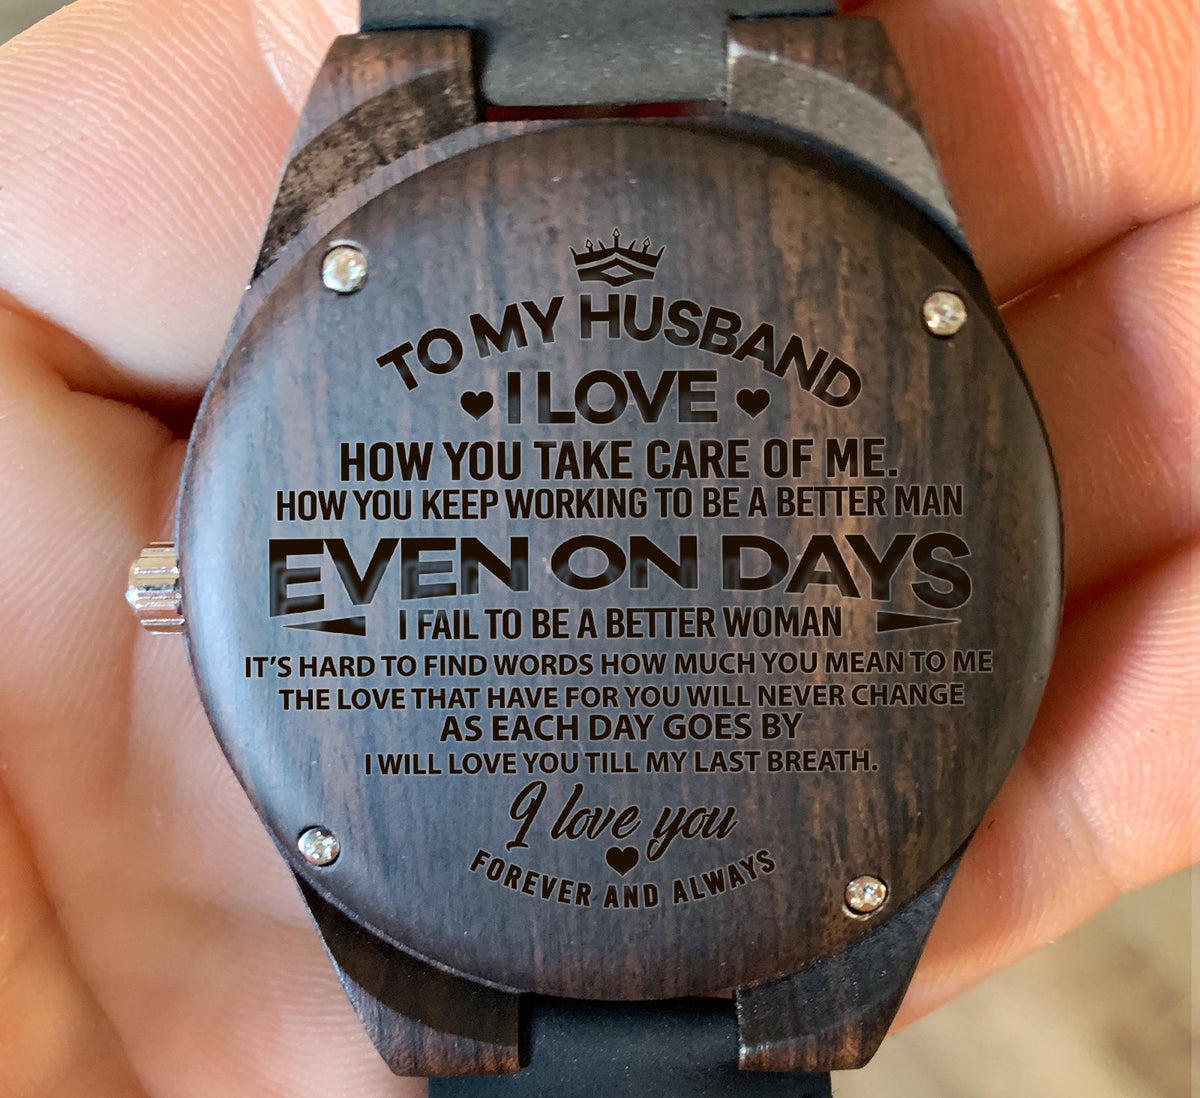 TO MY HUSBAND
I LOVE
HOW YOU TAKE CARE OF ME.
HOW YOU KEEP WORKING TO BE A BETTER MAN
EVEN ON DAYS
I FAIL TO BE A BETTER WOMAN
IT'S HARD TO FIND WORDS HOW MUCH YOU MEAN TO ME
THE LOVE THAT HAVE FOR YOU WILL NEVER CHANGE
AS EACH DAY GOES BY
I WILL LOVE YOU TILL MY LAST BREATH.
I love you
FOREVER AND ALWAYS